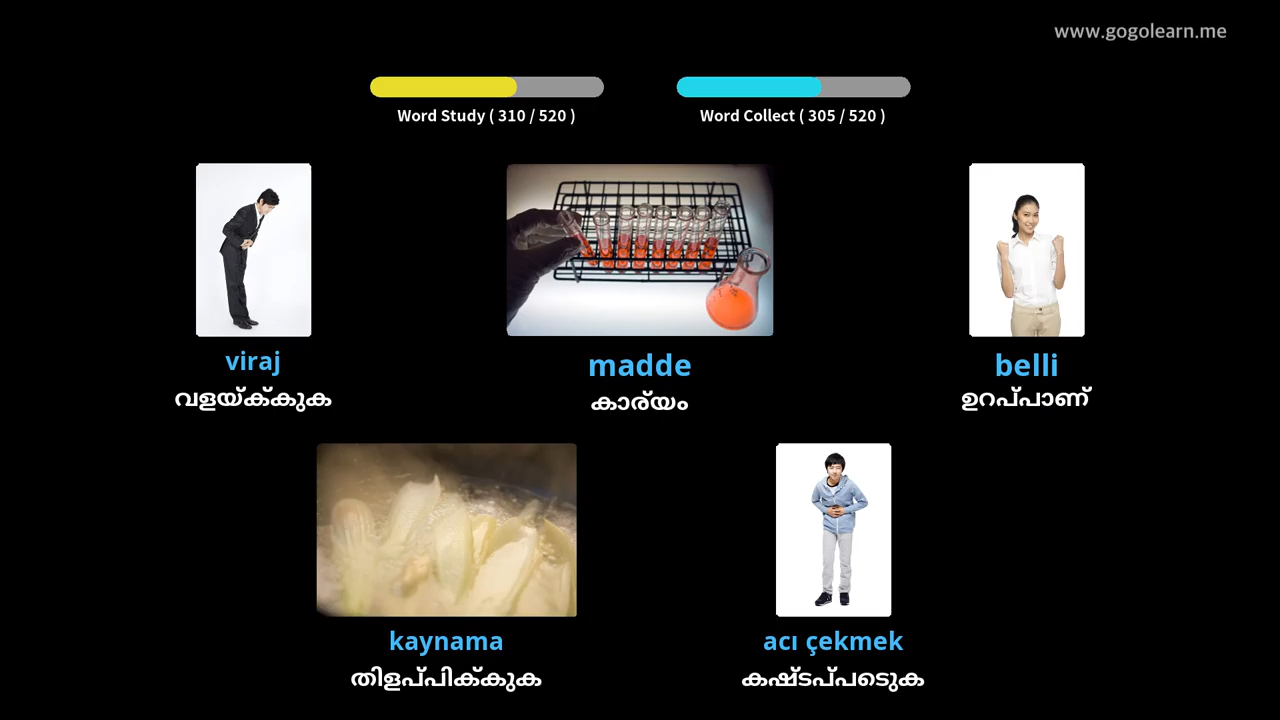 www.gogolearn.me
Word Study ( 310 / 520 )
Word Collect ( 305 / 520 )
viraj
വളയ്ക്കുക
madde
കാര്യം
belli
ഉറപ്പാണ്
kaynama
തിളപ്പിക്കുക
acı çekmek
കഷ്ടപ്പടെുക